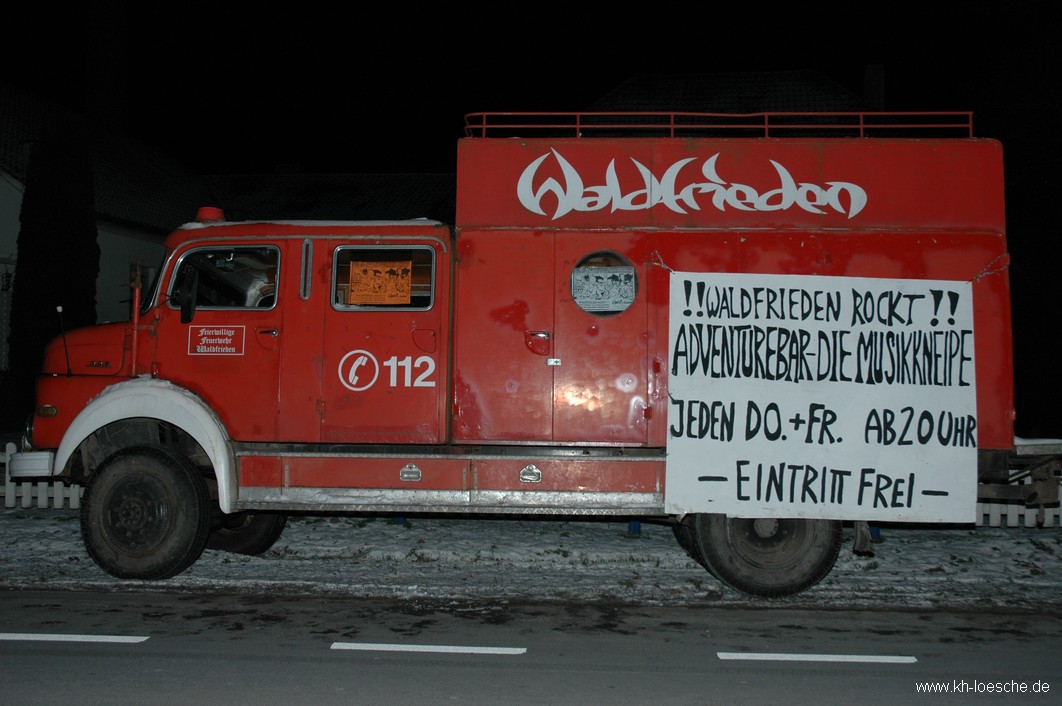 Waldfrieden
!!WALDFRIEDEN ROCKT!!
ADVENTUREBAR-DIE MUSIKKNEIPE
JEDEN DO.+FR. AB 20 UHR
— EINTRITT FREI —
Feierwillige
Feuerwehr
Waldfrieden
112
www.kh-loesche.de